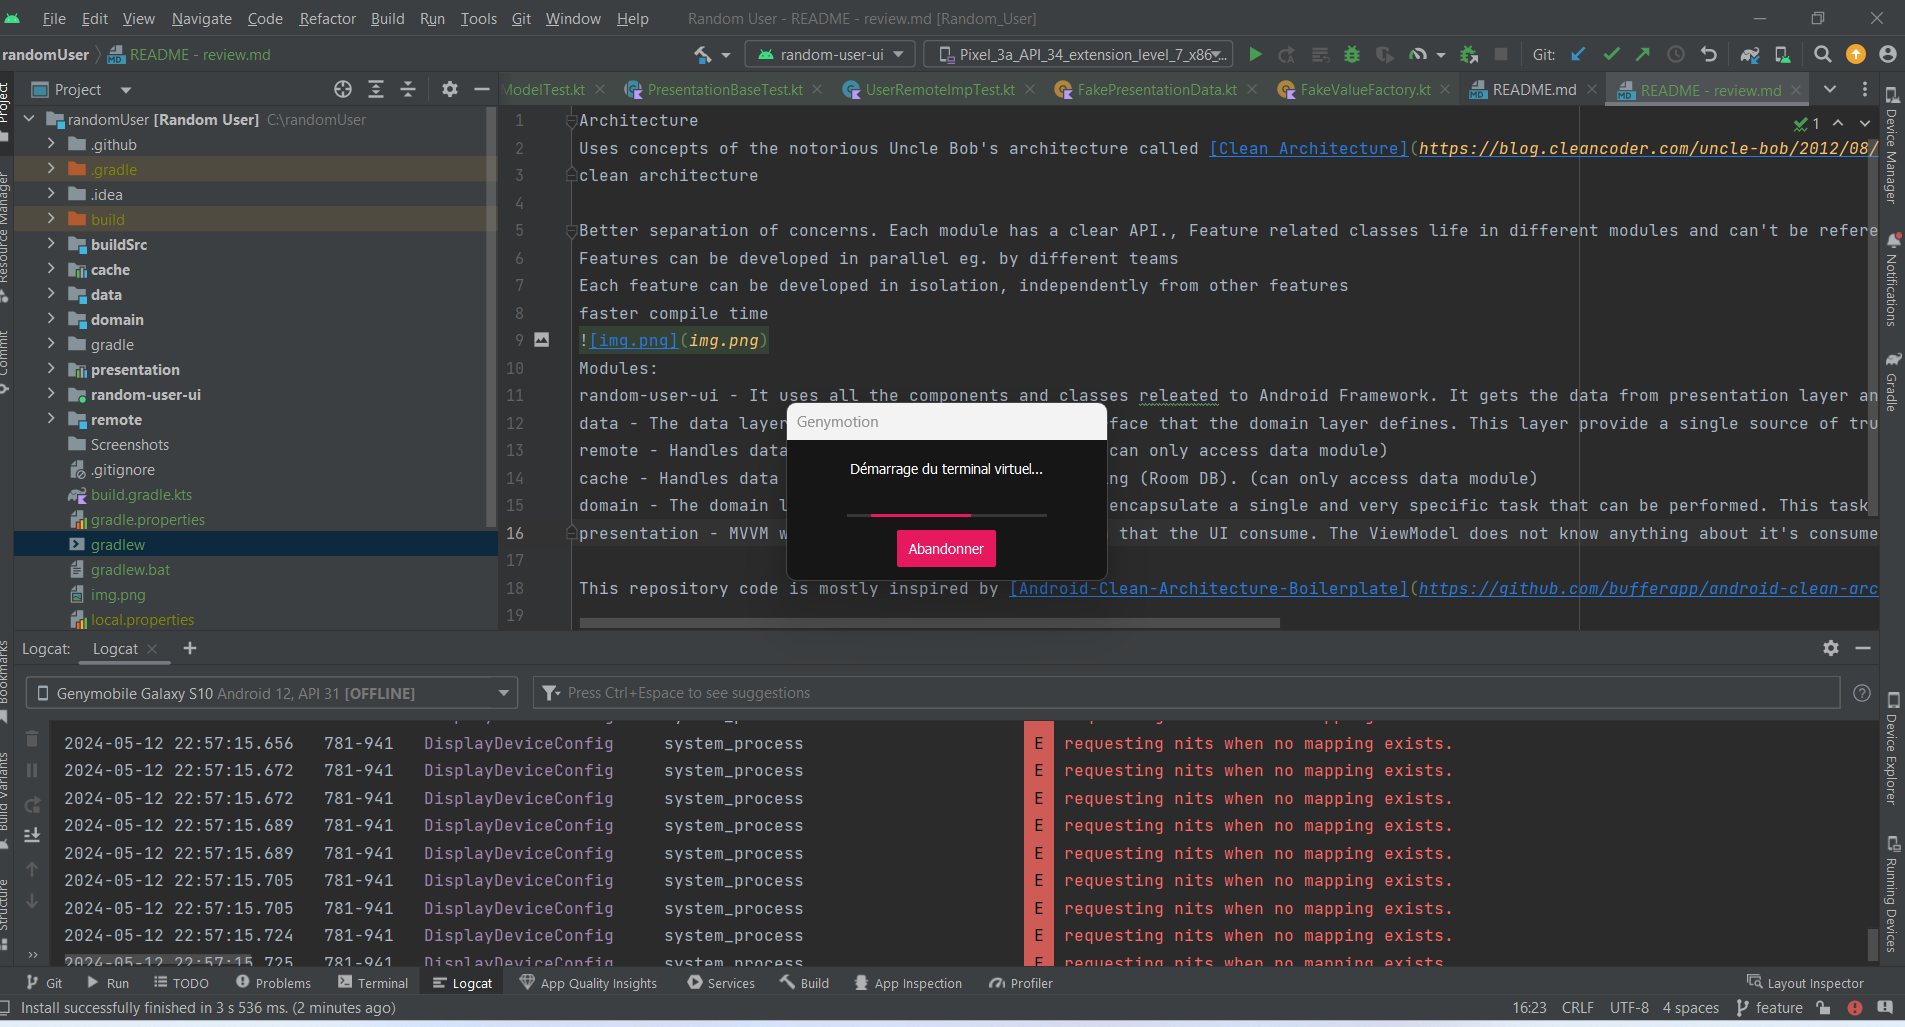 File Edit View Navigate Code Refactor Build Run Tools Git Window Help Random User - README - review.md [Random_User]
randomUser README - review.md random-user-ui Pixel_3a_API_34_extension_level_7_x86... Git:
Project
ModelTest.kt PresentationBaseTest.kt UserRemoteImpTest.kt FakePresentationData.kt FakeValueFactory.kt README.md README - review.md
Project
Resource Manager
Commit
Bookmarks
Build Variants
Structure
randomUser [Random User] C:\randomUser
.github
.gradle
.idea
build
buildSrc
cache
data
domain
gradle
presentation
random-user-ui
remote
Screenshots
.gitignore
build.gradle.kts
gradle.properties
gradlew
gradlew.bat
img.png
local.properties
1 Architecture
2 Uses concepts of the notorious Uncle Bob's architecture called [Clean Architecture](https://blog.cleancoder.com/uncle-bob/2012/08/
3 clean architecture
4
5 Better separation of concerns. Each module has a clear API., Feature related classes life in different modules and can't be refere
6 Features can be developed in parallel eg. by different teams
7 Each feature can be developed in isolation, independently from other features
8 faster compile time
9 ![img.png](img.png)
10 Modules:
11 random-user-ui - It uses all the components and classes releated to Android Framework. It gets the data from presentation layer an
12 data - The data layer face that the domain layer defines. This layer provide a single source of tru
13 remote - Handles data can only access data module)
14 cache - Handles data ng (Room DB). (can only access data module)
15 domain - The domain l encapsulate a single and very specific task that can be performed. This task
16 presentation - MVVM w that the UI consume. The ViewModel does not know anything about it's consume
17
18 This repository code is mostly inspired by [Android-Clean-Architecture-Boilerplate](https://github.com/bufferapp/android-clean-arc
19
1
Genymotion
Démarrage du terminal virtuel...
Abandonner
Device Manager
Notifications
Gradle
Device Explorer
Running Devices
Logcat: Logcat
Genymobile Galaxy S10 Android 12, API 31 [OFFLINE] Press Ctrl+Espace to see suggestions
2024-05-12 22:57:15.656 781-941 DisplayDeviceConfig system_process E requesting nits when no mapping exists.
2024-05-12 22:57:15.672 781-941 DisplayDeviceConfig system_process E requesting nits when no mapping exists.
2024-05-12 22:57:15.672 781-941 DisplayDeviceConfig system_process E requesting nits when no mapping exists.
2024-05-12 22:57:15.689 781-941 DisplayDeviceConfig system_process E requesting nits when no mapping exists.
2024-05-12 22:57:15.689 781-941 DisplayDeviceConfig system_process E requesting nits when no mapping exists.
2024-05-12 22:57:15.705 781-941 DisplayDeviceConfig system_process E requesting nits when no mapping exists.
2024-05-12 22:57:15.705 781-941 DisplayDeviceConfig system_process E requesting nits when no mapping exists.
2024-05-12 22:57:15.724 781-941 DisplayDeviceConfig system_process E requesting nits when no mapping exists.
2024-05-12 22:57:15.725 781-941 DisplayDeviceConfig system_process E requesting nits when no mapping exists.
Git Run TODO Problems Terminal Logcat App Quality Insights Services Build App Inspection Profiler Layout Inspector
Install successfully finished in 3 s 536 ms. (2 minutes ago) 16:23 CRLF UTF-8 4 spaces feature